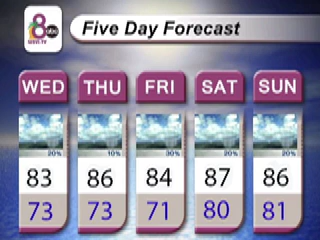 8 abc
Five Day Forecast
WED THU FRI SAT SUN
20% 10% 30% 20% 20%
83 86 84 87 86
73 73 71 80 81